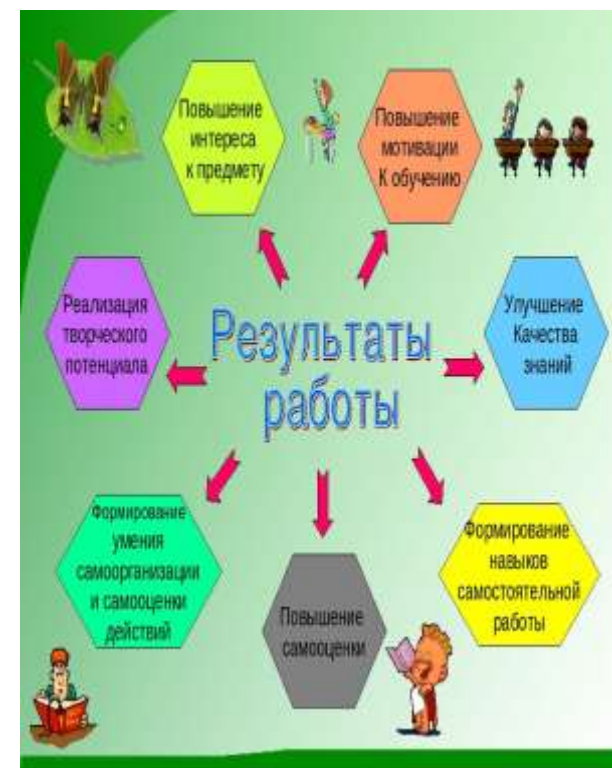 Повышение
интереса
к предмету
Повышение
мотивации
К обучению
Реализация
творческого
потенциала
Результаты
работы
Улучшение
Качества
знаний
Формирование
умения
самоорганизации
и самооценки
действий
Повышение
самооценки
Формирование
навыков
самостоятельной
работы